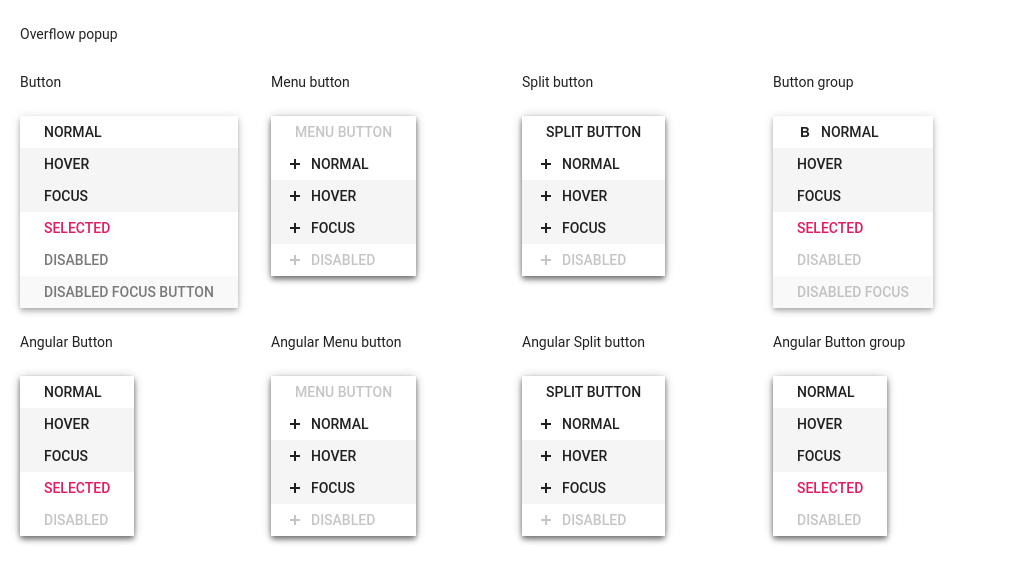 Overflow popup
Button
NORMAL
HOVER
FOCUS
SELECTED
DISABLED
DISABLED FOCUS BUTTON
Menu button
MENU BUTTON
NORMAL
HOVER
FOCUS
DISABLED
Split button
SPLIT BUTTON
NORMAL
HOVER
FOCUS
DISABLED
Button group
B NORMAL
HOVER
FOCUS
SELECTED
DISABLED
DISABLED FOCUS
Angular Button
NORMAL
HOVER
FOCUS
SELECTED
DISABLED
Angular Menu button
MENU BUTTON
NORMAL
HOVER
FOCUS
DISABLED
Angular Split button
SPLIT BUTTON
NORMAL
HOVER
FOCUS
DISABLED
Angular Button group
NORMAL
HOVER
FOCUS
SELECTED
DISABLED